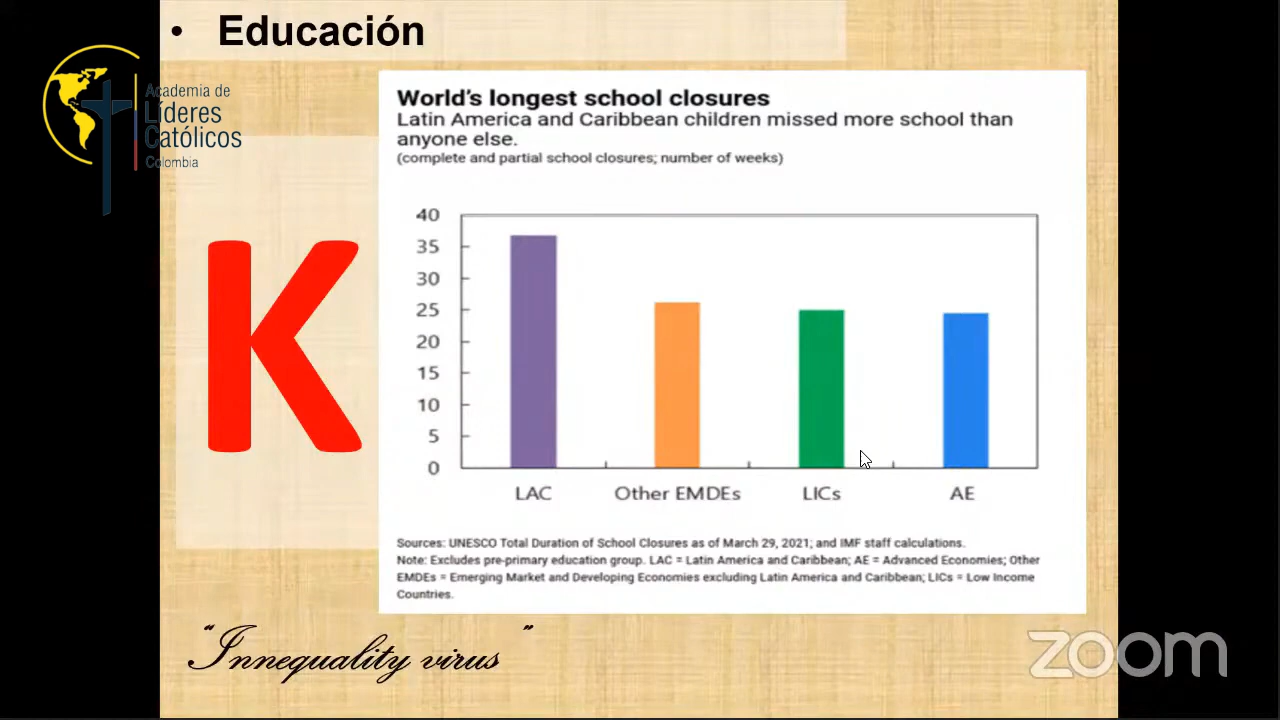 • Educación
Academia de
Líderes
Católicos
Colombia
World's longest school closures
Latin America and Caribbean children missed more school than
anyone else.
(complete and partial school closures; number of weeks)
40
35
30
25
20
15
10
5
0
LAC Other EMDEs LICs AE
K
Sources: UNESCO Total Duration of School Closures as of March 29, 2021; and IMF staff calculations.
Note: Excludes pre-primary education group. LAC = Latin America and Caribbean; AE = Advanced Economies; Other
EMDEs = Emerging Market and Developing Economies excluding Latin America and Caribbean; LICs = Low Income
Countries.
"Innequality virus"
zoom